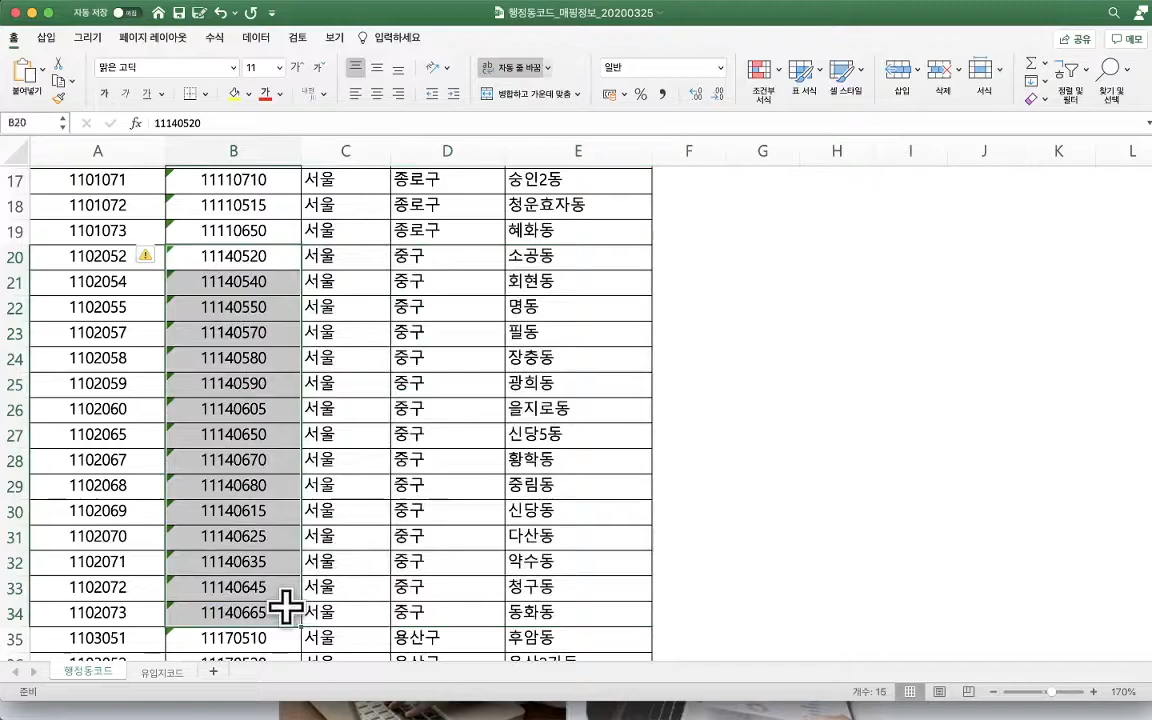 자동 저장 꺼짐 행정동코드_매핑정보_20200325
홈 삽입 그리기 페이지 레이아웃 수식 데이터 검토 보기 입력하세요 공유 메모
붙여넣기 맑은 고딕 11 가ˆ 가ˇ 자동 줄 바꿈 일반 조건부 서식 표 서식 셀 스타일 삽입 삭제 서식 정렬 및 필터 찾기 및 선택
가 가 가 가 병합하고 가운데 맞춤 %
B20 fx 11140520
A B C D E F G H I J K L
17 1101071 11110710 서울 종로구 숭인2동
18 1101072 11110515 서울 종로구 청운효자동
19 1101073 11110650 서울 종로구 혜화동
20 1102052 11140520 서울 중구 소공동
21 1102054 11140540 서울 중구 회현동
22 1102055 11140550 서울 중구 명동
23 1102057 11140570 서울 중구 필동
24 1102058 11140580 서울 중구 장충동
25 1102059 11140590 서울 중구 광희동
26 1102060 11140605 서울 중구 을지로동
27 1102065 11140650 서울 중구 신당5동
28 1102067 11140670 서울 중구 황학동
29 1102068 11140680 서울 중구 중림동
30 1102069 11140615 서울 중구 신당동
31 1102070 11140625 서울 중구 다산동
32 1102071 11140635 서울 중구 약수동
33 1102072 11140645 서울 중구 청구동
34 1102073 11140665 서울 중구 동화동
35 1103051 11170510 서울 용산구 후암동
행정동코드 유입지코드 +
준비 개수: 15 170%